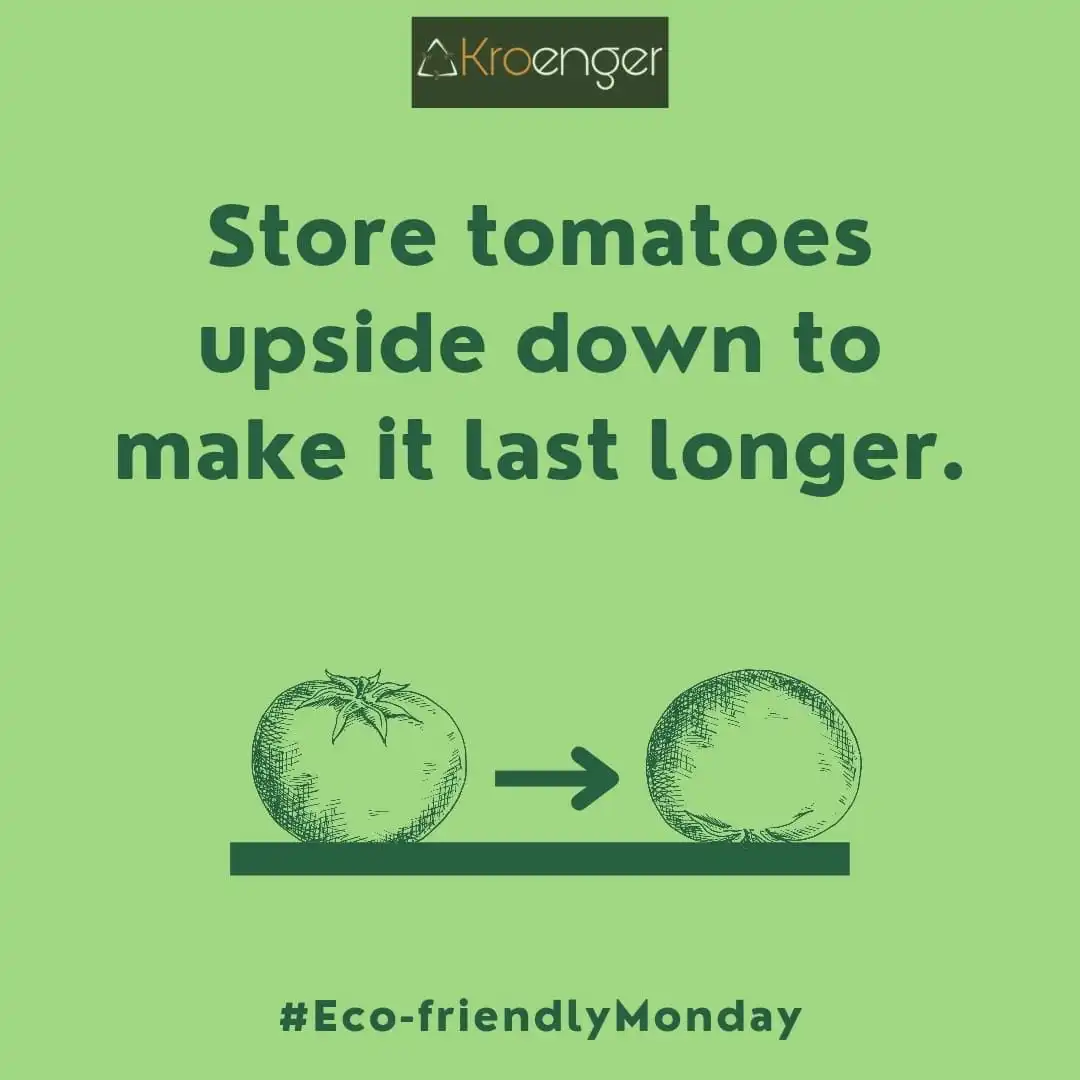 Kroenger
Store tomatoes
upside down to
make it last longer.
#Eco-friendlyMonday